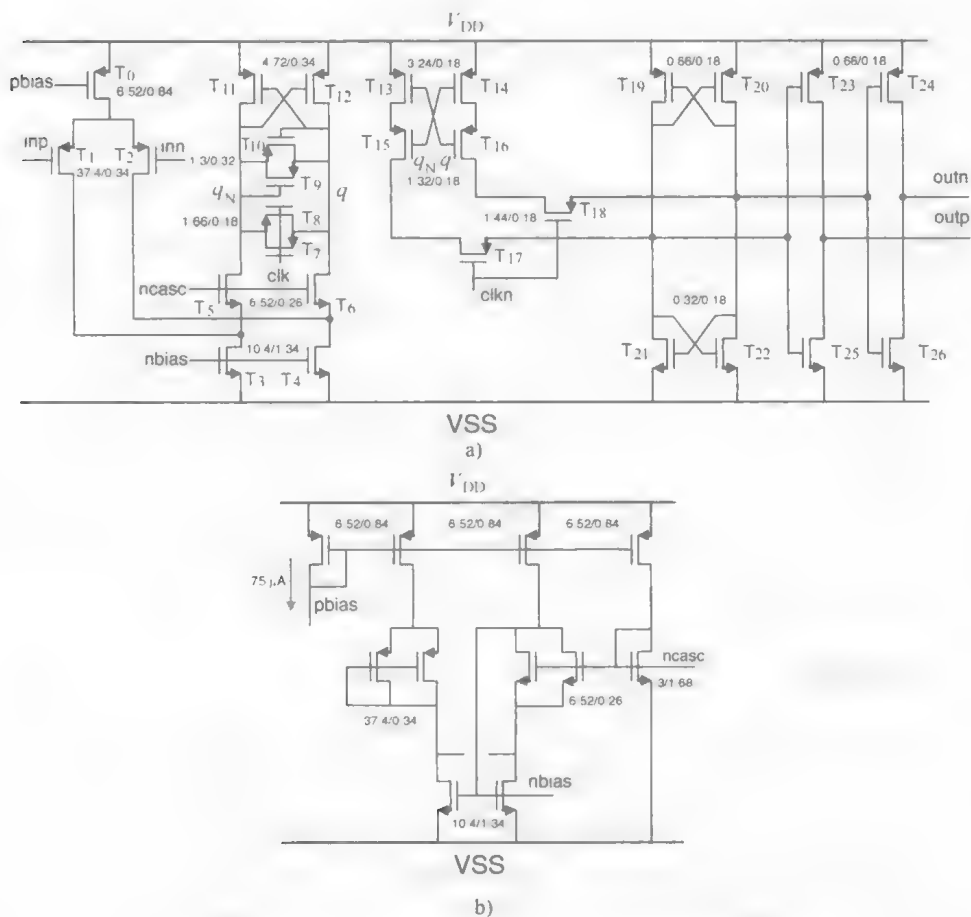 VDD
pbias
T0
6 52/0 84
inp
T1
T2
inn
37 4/0 34
T11
4 72/0 34
T12
T10
1 3/0 32
T9
qN
q
1 66/0 18
T8
T7
clk
ncasc
T5
6 52/0 26
T6
nbias
10 4/1 34
T3
T4
T13
3 24/0 18
T14
T15
T16
qN
q
1 32/0 18
1 44/0 18
T18
T17
clkn
T19
0 66/0 18
T20
0 66/0 18
T23
T24
outn
outp
0 32/0 18
T21
T22
T25
T26
VSS
a)
VDD
6 52/0 84
6 52/0 84
6 52/0 84
75 µA
pbias
ncasc
3/1 68
37 4/0 34
6 52/0 26
nbias
10 4/1 34
VSS
b)